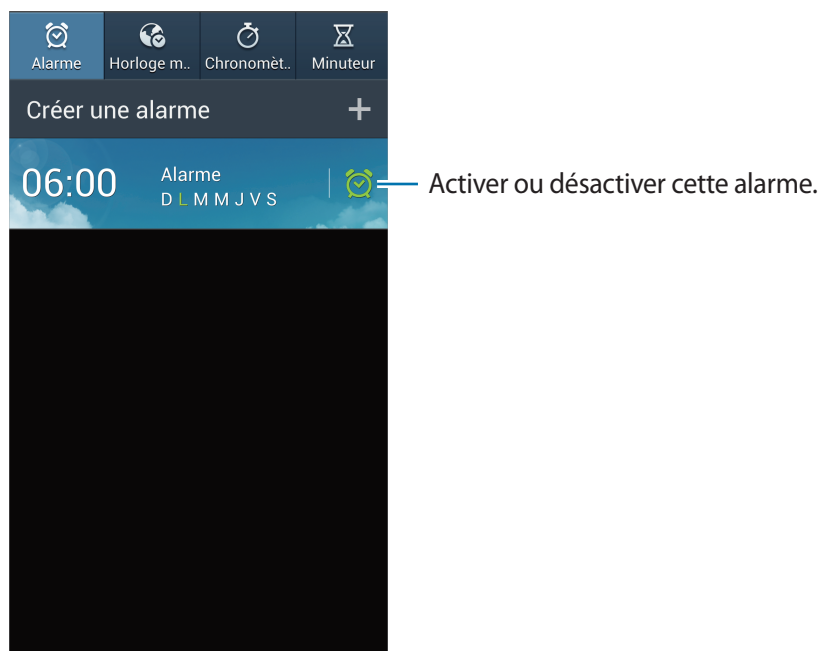 Alarme
Horloge m..
Chronomèt..
Minuteur
Créer une alarme
06:00
Alarme
D L M M J V S
Activer ou désactiver cette alarme.